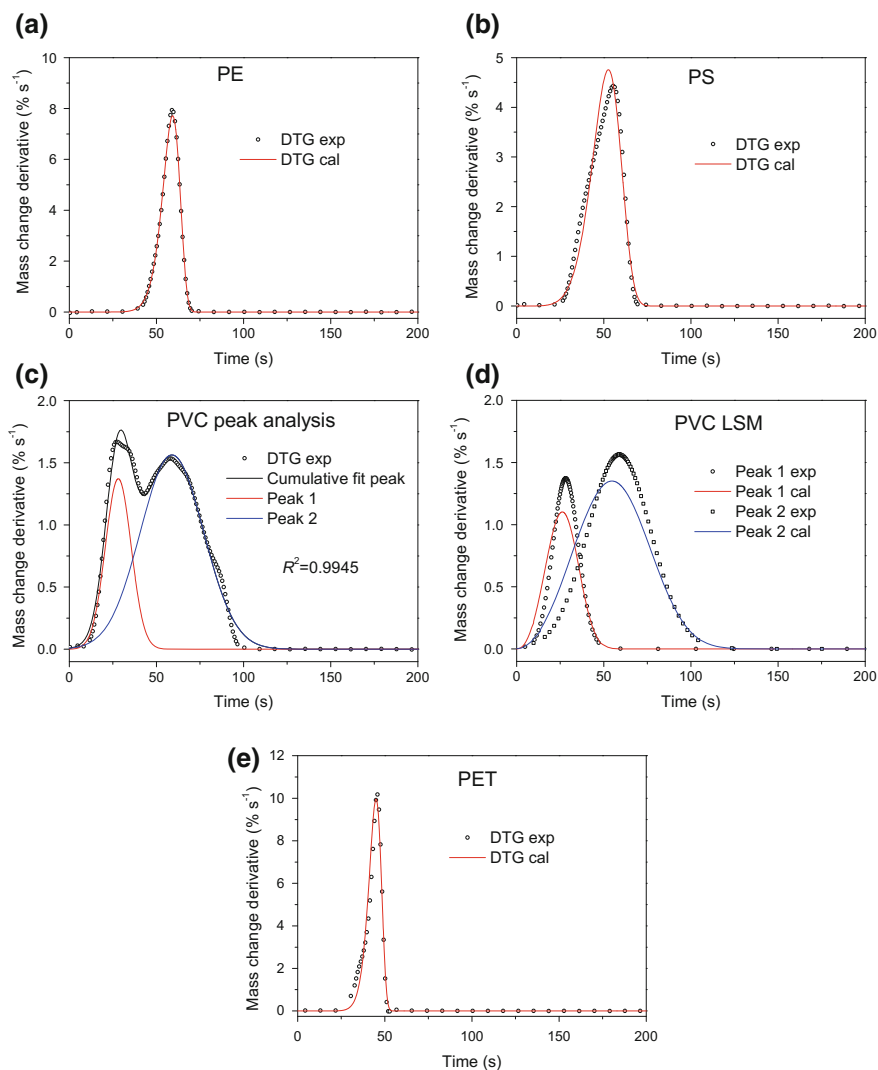 (a)
PE
Mass change derivative (% s⁻¹)
10
8
6
4
2
0
DTG exp
DTG cal
0 50 100 150 200
Time (s)
(b)
PS
Mass change derivative (% s⁻¹)
5
4
3
2
1
0
DTG exp
DTG cal
0 50 100 150 200
Time (s)
(c)
PVC peak analysis
Mass change derivative (% s⁻¹)
2.0
1.5
1.0
0.5
0.0
DTG exp
Cumulative fit peak
Peak 1
Peak 2
R²=0.9945
0 50 100 150 200
Time (s)
(d)
PVC LSM
Mass change derivative (% s⁻¹)
2.0
1.5
1.0
0.5
0.0
Peak 1 exp
Peak 1 cal
Peak 2 exp
Peak 2 cal
0 50 100 150 200
Time (s)
(e)
PET
Mass change derivative (% s⁻¹)
12
10
8
6
4
2
0
DTG exp
DTG cal
0 50 100 150 200
Time (s)